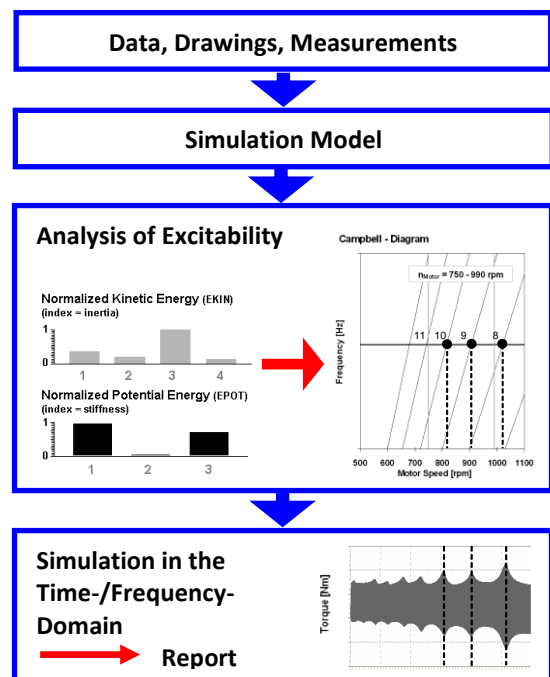 Data, Drawings, Measurements
Simulation Model
Analysis of Excitability
Normalized Kinetic Energy (EKIN)
(index = inertia)
1
0
1 2 3 4
Normalized Potential Energy (EPOT)
(index =stiffness)
1
0
1 2 3
Campbell - Diagram
nMotor = 750 - 990 rpm
11 10 9 8
Frequency [Hz]
500 600 700 800 900 1000 1100
Motor Speed [rpm]
Simulation in the
Time-/Frequency-
Domain
Report
Torque [Nm]